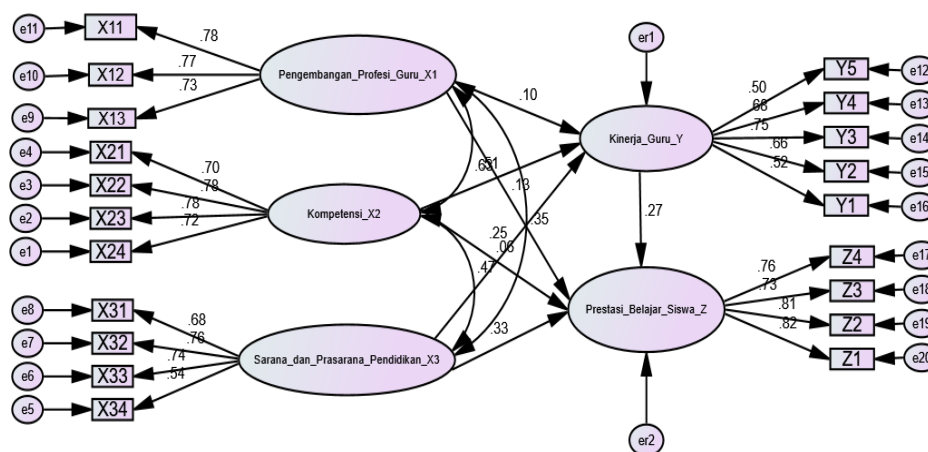 e11
X11
.78
e10
X12
.77
e9
X13
.73
Pengembangan_Profesi_Guru_X1
e4
X21
.70
e3
X22
.78
e2
X23
.78
e1
X24
.72
Kompetensi_X2
e8
X31
.68
e7
X32
.76
e6
X33
.74
e5
X34
.54
Sarana_dan_Prasarana_Pendidikan_X3
.10
.51
.13
.35
.25
.06
.47
.33
er1
Kinerja_Guru_Y
.27
Prestasi_Belajar_Siswa_Z
er2
.50
Y5
e12
.68
Y4
e13
.75
Y3
e14
.66
Y2
e15
.52
Y1
e16
.76
Z4
e17
.73
Z3
e18
.81
Z2
e19
.82
Z1
e20